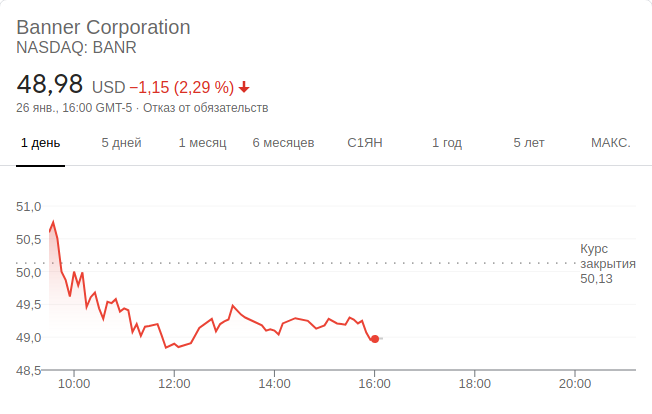 Banner Corporation
NASDAQ: BANR
48,98 USD −1,15 (2,29 %)
26 янв., 16:00 GMT-5 · Отказ от обязательств
1 день 5 дней 1 месяц 6 месяцев С1ЯН 1 год 5 лет МАКС.
51,0
50,5
Курс
закрытия
50,13
50,0
49,5
49,0
48,5
10:00 12:00 14:00 16:00 18:00 20:00